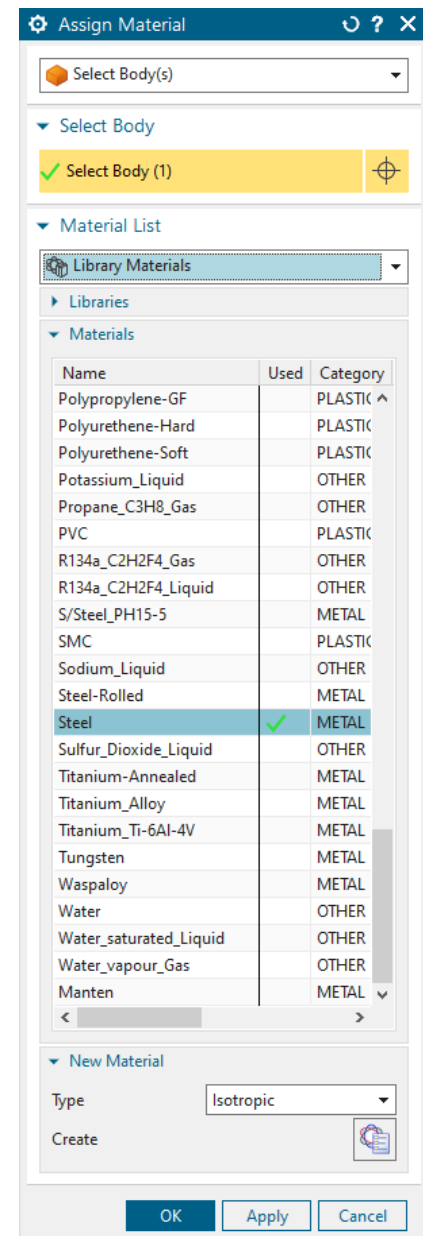 Assign Material ?
Select Body(s)
Select Body
Select Body (1)
Material List
Library Materials
Libraries
Materials
Name Used Category
Polypropylene-GF PLASTIC
Polyurethene-Hard PLASTIC
Polyurethene-Soft PLASTIC
Potassium_Liquid OTHER
Propane_C3H8_Gas OTHER
PVC PLASTIC
R134a_C2H2F4_Gas OTHER
R134a_C2H2F4_Liquid OTHER
S/Steel_PH15-5 METAL
SMC PLASTIC
Sodium_Liquid OTHER
Steel-Rolled METAL
Steel METAL
Sulfur_Dioxide_Liquid OTHER
Titanium-Annealed METAL
Titanium_Alloy METAL
Titanium_Ti-6Al-4V METAL
Tungsten METAL
Waspaloy METAL
Water OTHER
Water_saturated_Liquid OTHER
Water_vapour_Gas OTHER
Manten METAL
New Material
Type Isotropic
Create
OK Apply Cancel